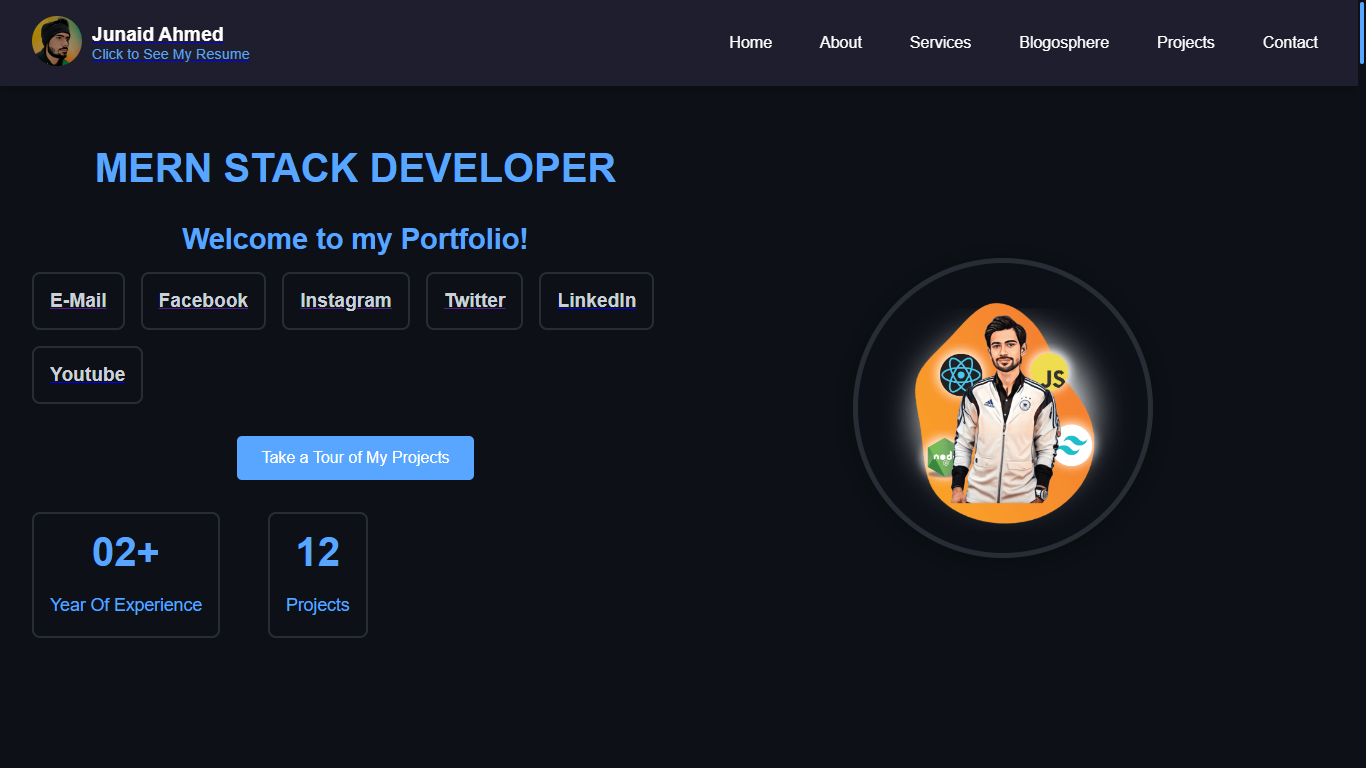 Junaid Ahmed
Click to See My Resume
Home About Services Blogosphere Projects Contact
MERN STACK DEVELOPER
Welcome to my Portfolio!
E-Mail Facebook Instagram Twitter LinkedIn
Youtube
Take a Tour of My Projects
02+
Year Of Experience
12
Projects
JS